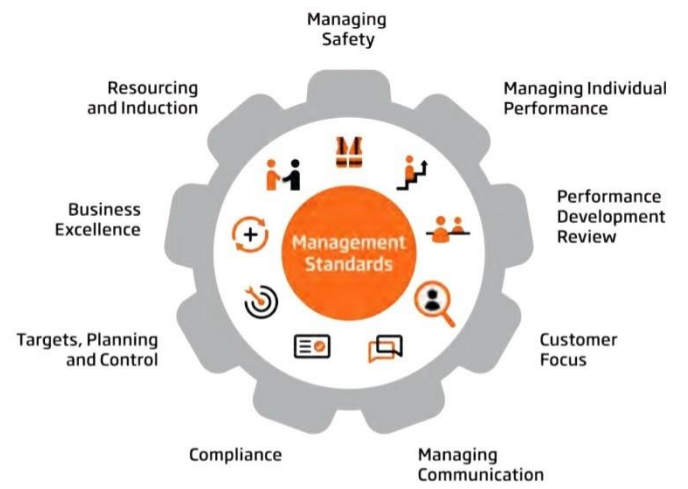 Managing
Safety
Managing Individual
Performance
Performance
Development
Review
Customer
Focus
Managing
Communication
Compliance
Targets, Planning
and Control
Business
Excellence
Resourcing
and Induction
Management
Standards